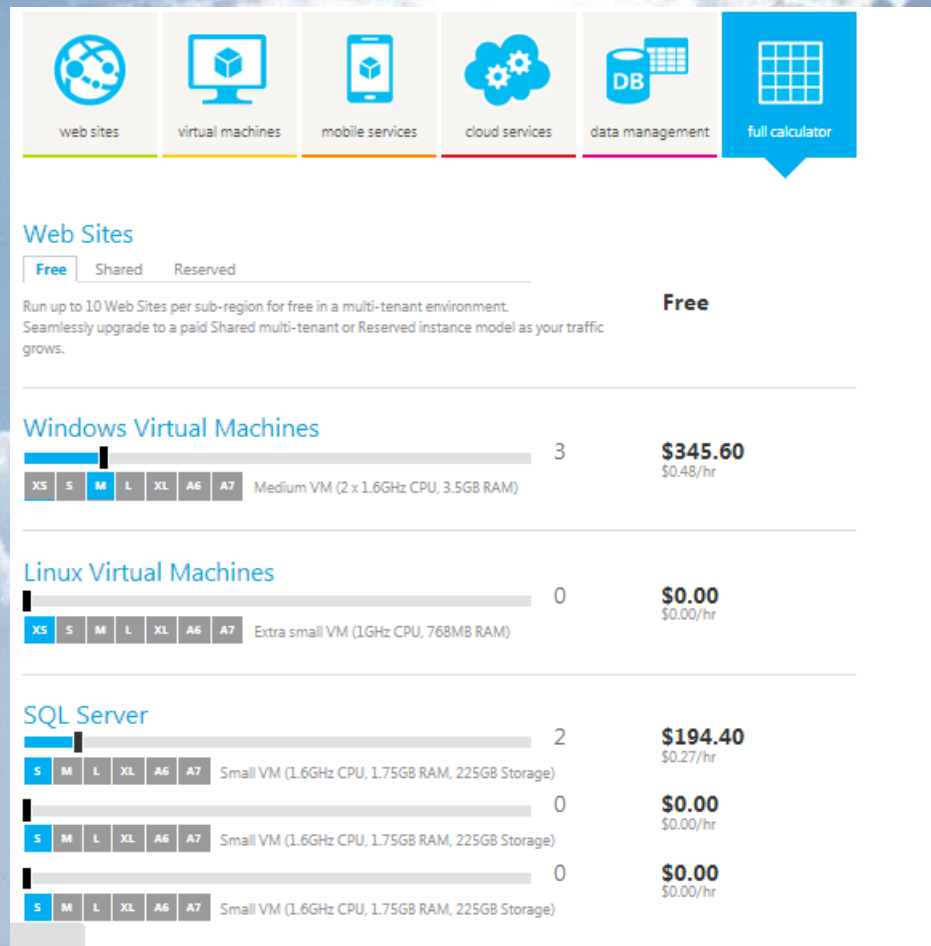 DB
web sites virtual machines mobile services cloud services data management full calculator
Web Sites
Free Shared Reserved
Run up to 10 Web Sites per sub-region for free in a multi-tenant environment.
Free
Seamlessly upgrade to a paid Shared multi-tenant or Reserved instance model as your traffic
grows.
Windows Virtual Machines
3 $345.60
$0.48/hr
XS S M L XL A6 A7 Medium VM (2 x 1.6GHz CPU, 3.5GB RAM)
Linux Virtual Machines
0 $0.00
$0.00/hr
XS S M L XL A6 A7 Extra small VM (1GHz CPU, 768MB RAM)
SQL Server
2 $194.40
$0.27/hr
S M L XL A6 A7 Small VM (1.6GHz CPU, 1.75GB RAM, 225GB Storage)
0 $0.00
$0.00/hr
S M L XL A6 A7 Small VM (1.6GHz CPU, 1.75GB RAM, 225GB Storage)
0 $0.00
$0.00/hr
S M L XL A6 A7 Small VM (1.6GHz CPU, 1.75GB RAM, 225GB Storage)